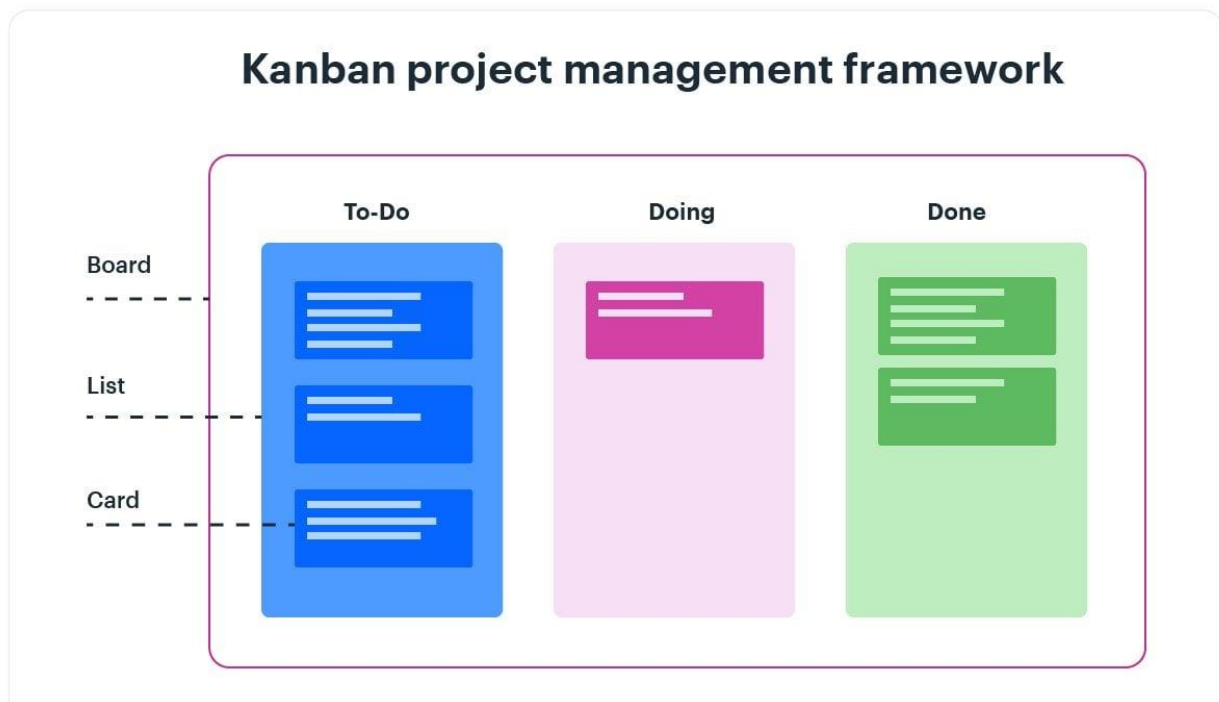 Kanban project management framework
To-Do
Doing
Done
Board
List
Card